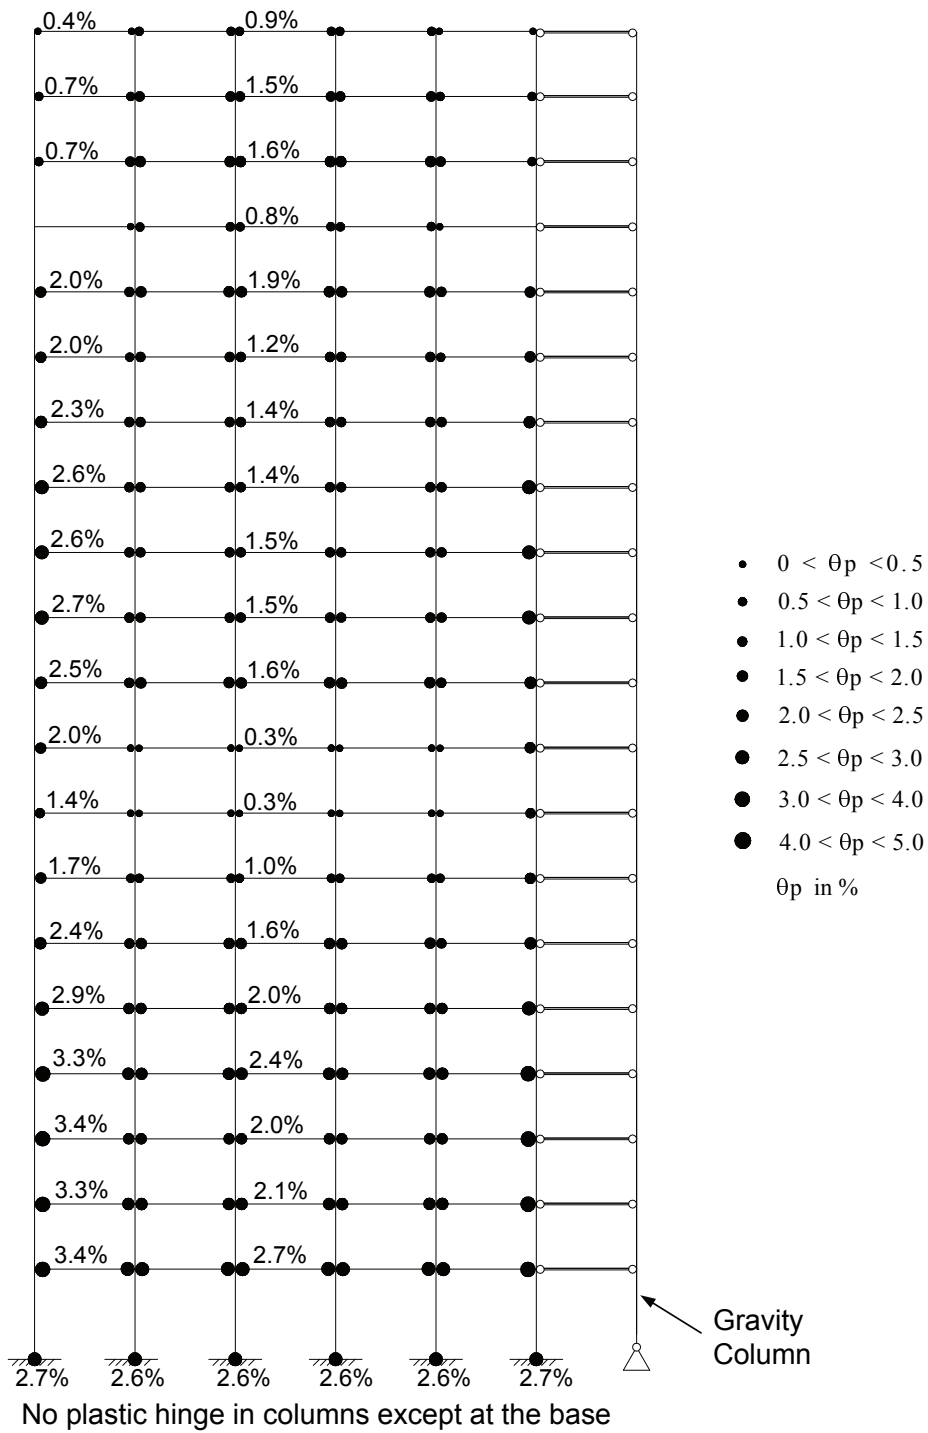 0.4% 0.9%
0.7% 1.5%
0.7% 1.6%
0.8%
2.0% 1.9%
2.0% 1.2%
2.3% 1.4%
2.6% 1.4%
2.6% 1.5%
2.7% 1.5%
2.5% 1.6%
2.0% 0.3%
1.4% 0.3%
1.7% 1.0%
2.4% 1.6%
2.9% 2.0%
3.3% 2.4%
3.4% 2.0%
3.3% 2.1%
3.4% 2.7%
2.7% 2.6% 2.6% 2.6% 2.6% 2.7%
No plastic hinge in columns except at the base
0 < θp <0.5
0.5 < θp < 1.0
1.0 < θp < 1.5
1.5 < θp < 2.0
2.0 < θp < 2.5
2.5 < θp < 3.0
3.0 < θp < 4.0
4.0 < θp < 5.0
θp in %
Gravity
Column